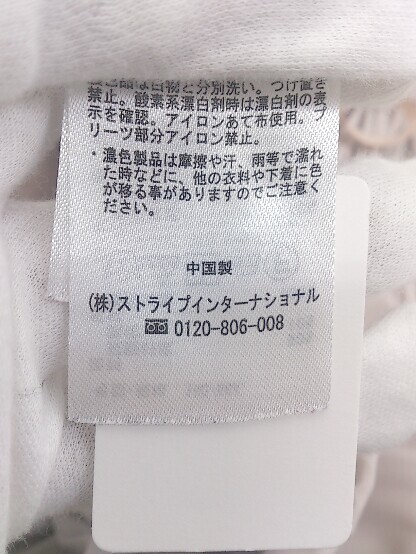 色品は白物と分別洗い。つけ置き
禁止。酸素系漂白剤時は漂白剤の表
示を確認。アイロンあて布使用。プ
リーツ部分アイロン禁止。
・濃色製品は摩擦や汗、雨等で濡れ
た時などに、他の衣料や下着に色
が移る事がありますのでご注意く
ださい。
中国製
(株)ストライプインターナショナル
0120-806-008